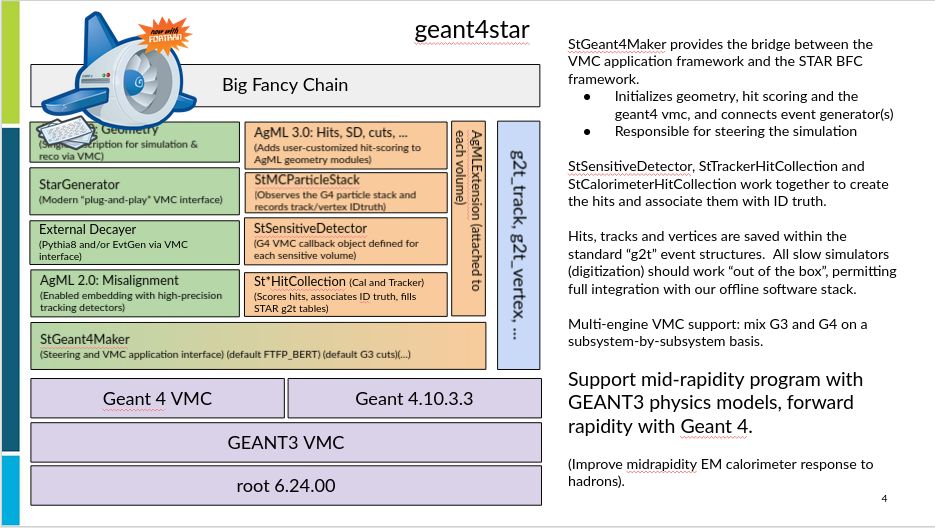 geant4star
new with
FORTRAN
Big Fancy Chain
Geometry
cription for simulation &
reco via VMC)
StarGenerator
(Modern “plug-and-play” VMC interface)
External Decayer
(Pythia8 and/or EvtGen via VMC
interface)
AgML 2.0: Misalignment
(Enabled embedding with high-precision
tracking detectors)
AgML 3.0: Hits, SD, cuts, ...
(Adds user-customized hit-scoring to
AgML geometry modules)
StMCParticleStack
(Observes the G4 particle stack and
records track/vertex IDtruth)
StSensitiveDetector
(G4 VMC callback object defined for
each sensitive volume)
St*HitCollection (Cal and Tracker)
(Scores hits, associates ID truth, fills
STAR g2t tables)
AgMLExtension (attached to
each volume)
g2t_track, g2t_vertex, ...
StGeant4Maker
(Steering and VMC application interface) (default FTFP_BERT) (default G3 cuts)(...)
Geant 4 VMC
Geant 4.10.3.3
GEANT3 VMC
root 6.24.00
StGeant4Maker provides the bridge between the
VMC application framework and the STAR BFC
framework.
● Initializes geometry, hit scoring and the
geant4 vmc, and connects event generator(s)
● Responsible for steering the simulation
StSensitiveDetector, StTrackerHitCollection and
StCalorimeterHitCollection work together to create
the hits and associate them with ID truth.
Hits, tracks and vertices are saved within the
standard “g2t” event structures. All slow simulators
(digitization) should work “out of the box”, permitting
full integration with our offline software stack.
Multi-engine VMC support: mix G3 and G4 on a
subsystem-by-subsystem basis.
Support mid-rapidity program with
GEANT3 physics models, forward
rapidity with Geant 4.
(Improve midrapidity EM calorimeter response to
hadrons).
4